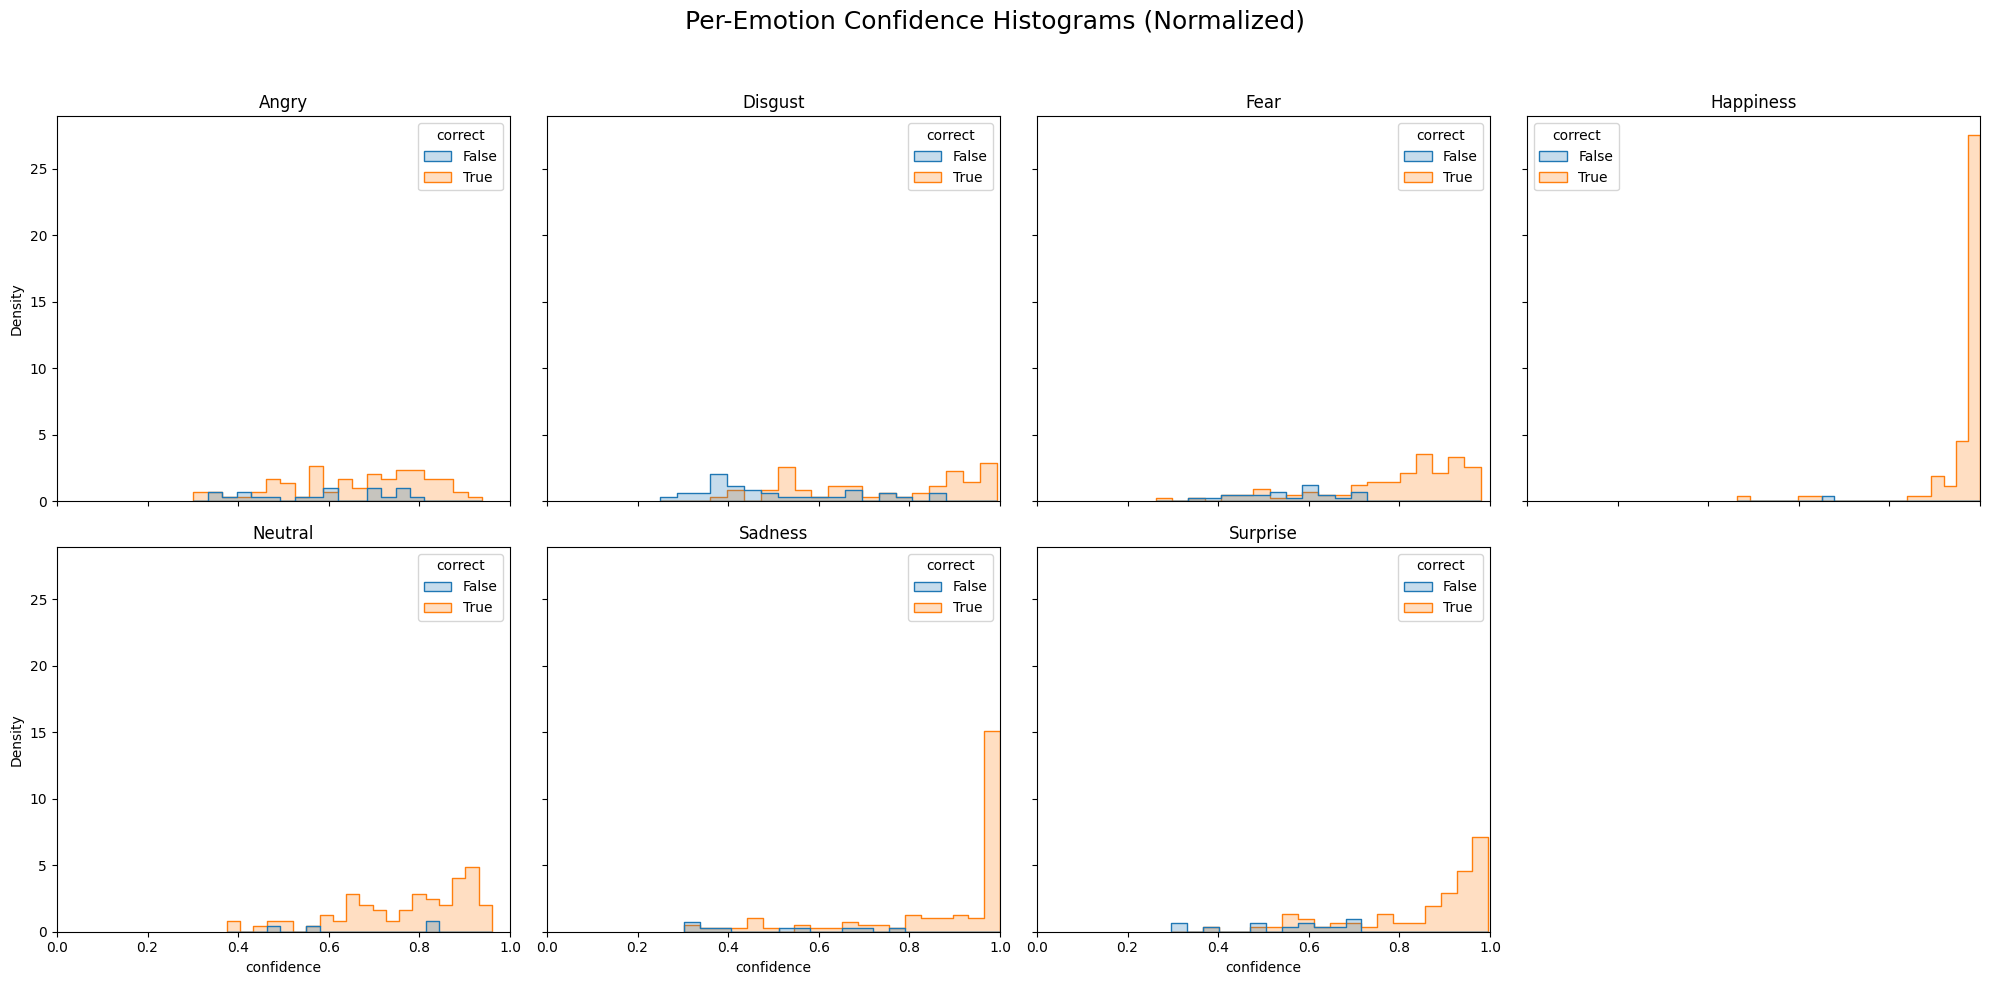 Per-Emotion Confidence Histograms (Normalized)
Angry
correct
False
True
Density
25
20
15
10
5
0
Disgust
correct
False
True
Fear
correct
False
True
Happiness
correct
False
True
Neutral
correct
False
True
Density
25
20
15
10
5
0
0.0 0.2 0.4 0.6 0.8 1.0
confidence
Sadness
correct
False
True
0.0 0.2 0.4 0.6 0.8 1.0
confidence
Surprise
correct
False
True
0.0 0.2 0.4 0.6 0.8 1.0
confidence